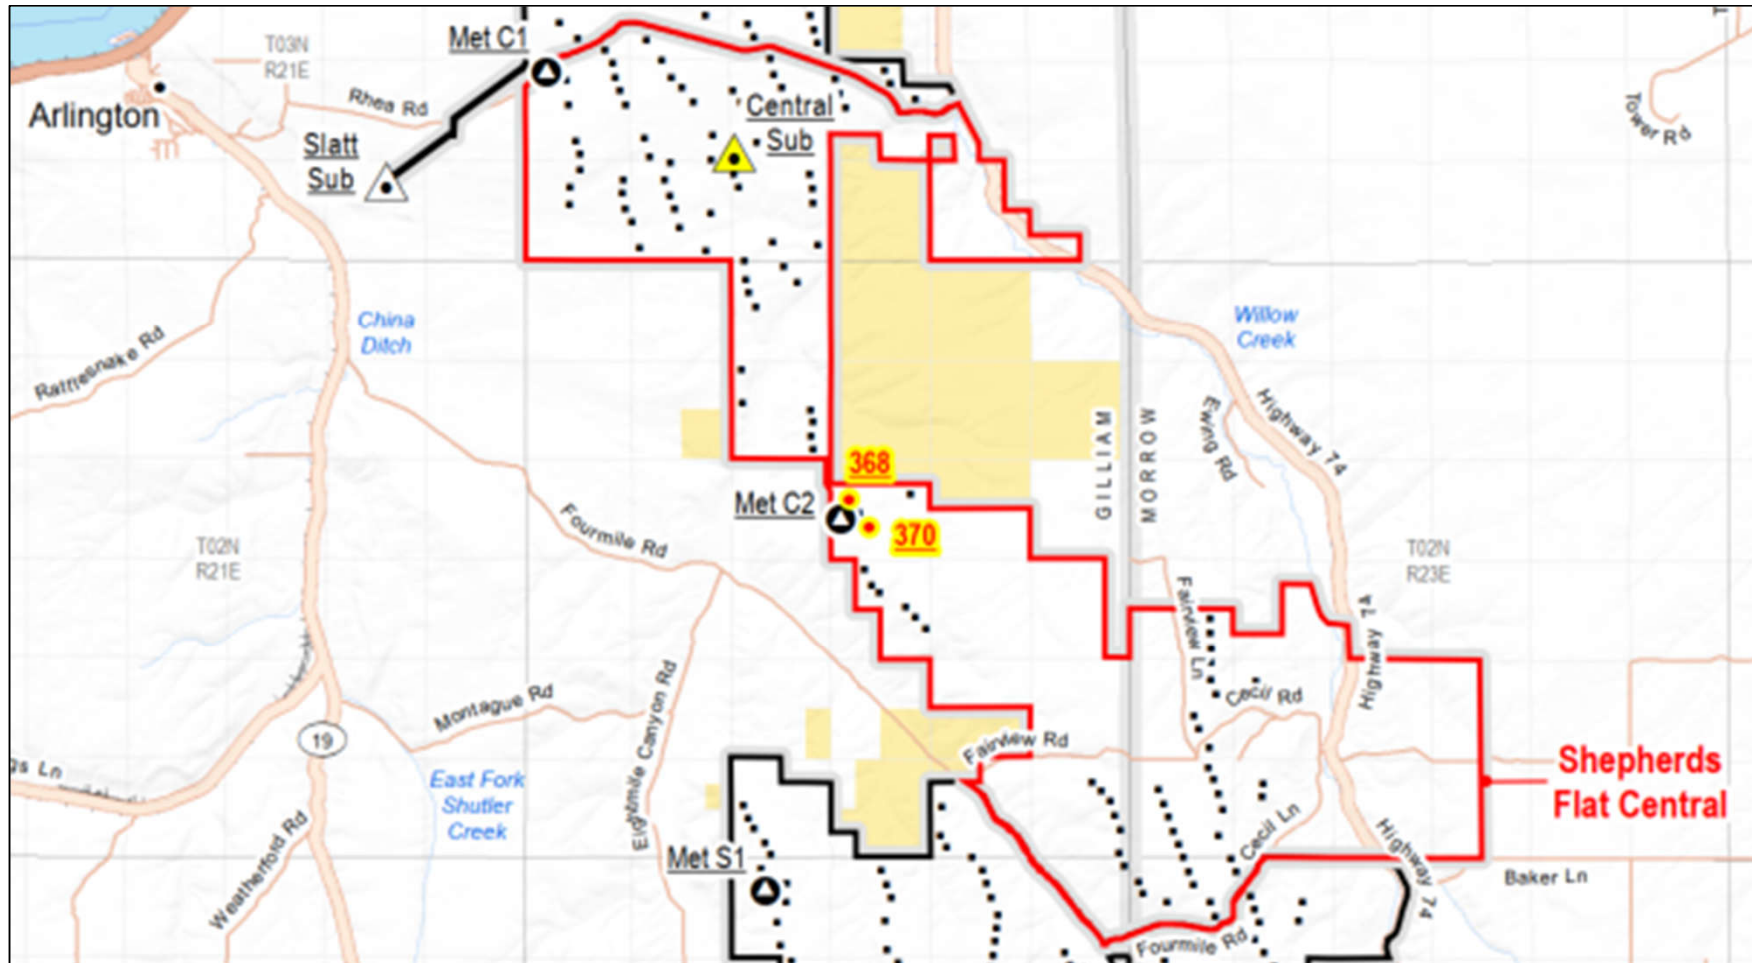 Met C1
T03N
R21E
Rhea Rd
Arlington
Slatt
Sub
Central
Sub
Tower Rd
China
Ditch
Willow
Creek
Rattlesnake Rd
Highway 74
Ewing Rd
GILLIAM
MORROW
368
Met C2
370
Fourmile Rd
T02N
R21E
T02N
R23E
Fairview Ln
Highway 74
Cecil Rd
Montague Rd
Eightmile Canyon Rd
19
Fairview Rd
gs Ln
East Fork
Shutler
Creek
Shepherds
Flat Central
Weatherford Rd
Cecil Ln
Highway 74
Met S1
Baker Ln
Fourmile Rd